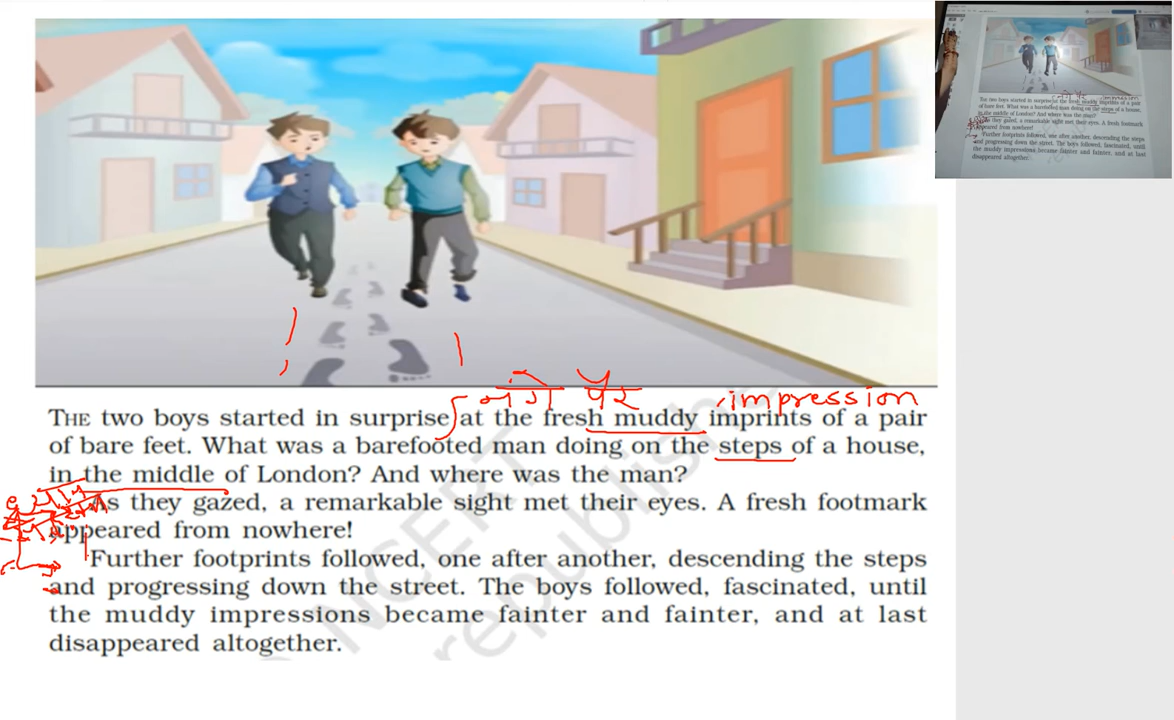 नंगा पैर
impression
THE two boys started in surprise at the fresh muddy imprints of a pair
of bare feet. What was a barefooted man doing on the steps of a house,
in the middle of London? And where was the man?
As they gazed, a remarkable sight met their eyes. A fresh footmark
appeared from nowhere!
Further footprints followed, one after another, descending the steps
and progressing down the street. The boys followed, fascinated, until
the muddy impressions became fainter and fainter, and at last
disappeared altogether.
NCERT
republishe